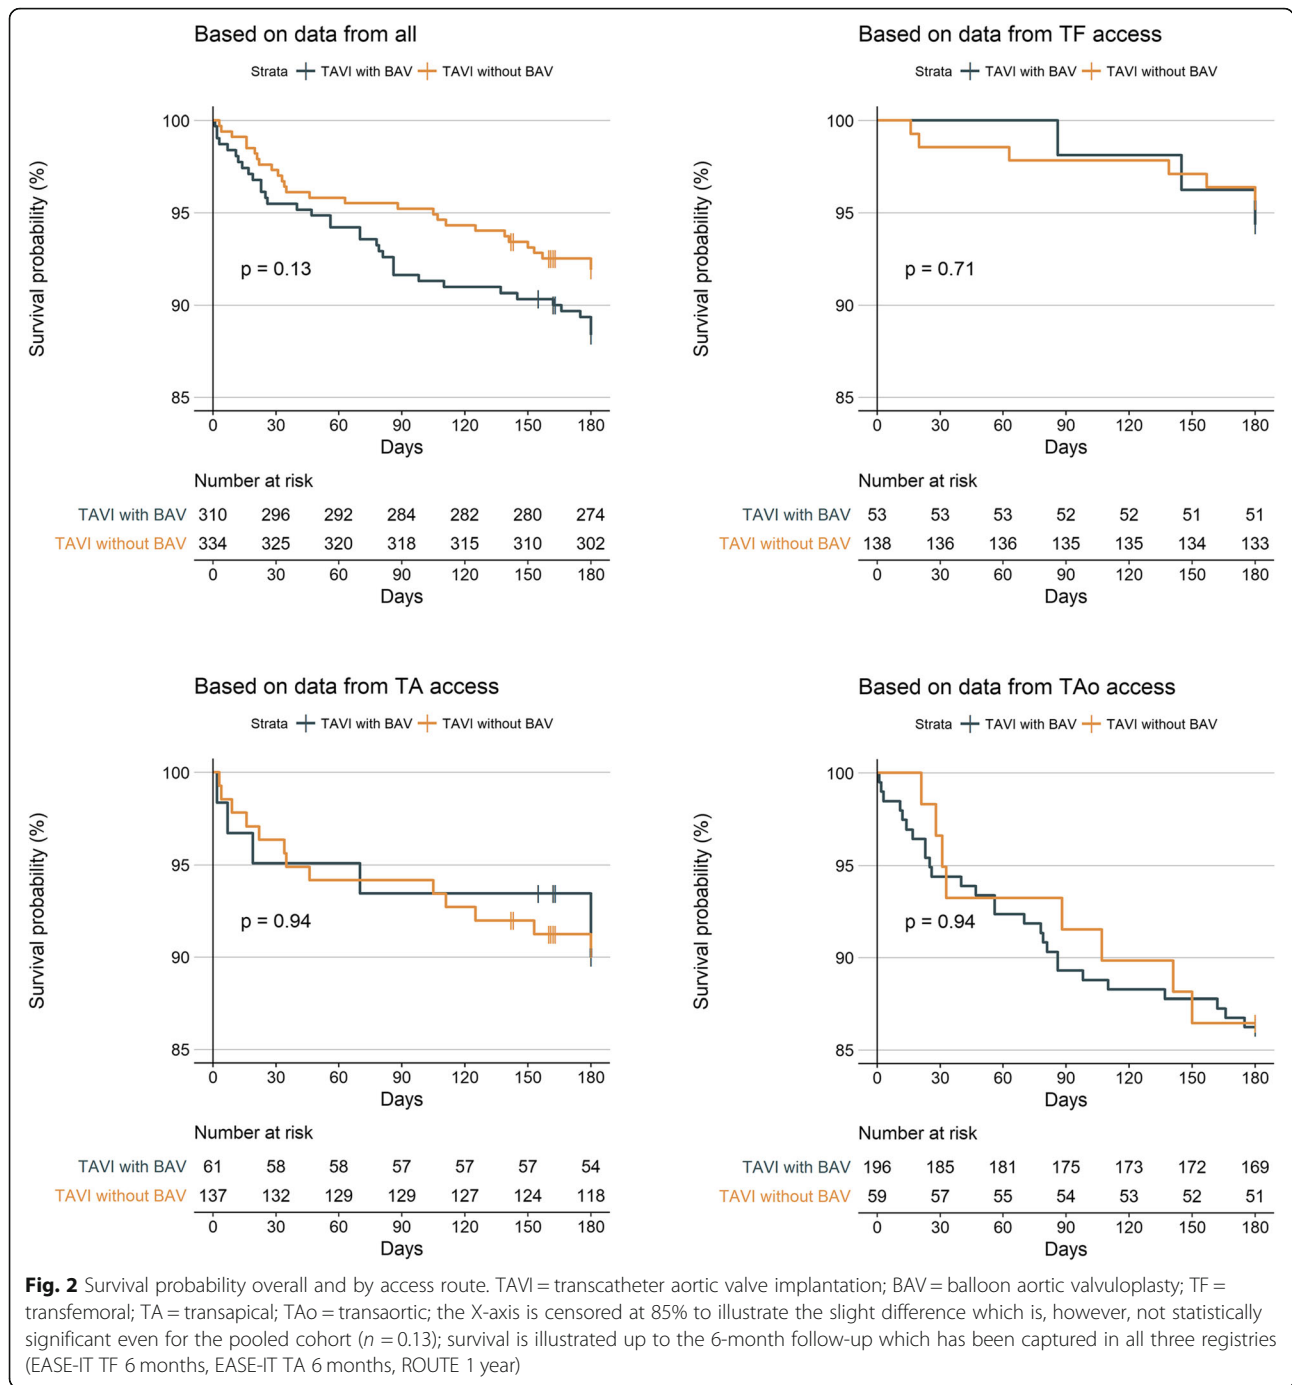 Based on data from all
Strata TAVI with BAV TAVI without BAV
Survival probability (%)
100
95
90
85
p = 0.13
0 30 60 90 120 150 180
Days
Number at risk
TAVI with BAV 310 296 292 284 282 280 274
TAVI without BAV 334 325 320 318 315 310 302
0 30 60 90 120 150 180
Days
Based on data from TF access
Strata TAVI with BAV TAVI without BAV
Survival probability (%)
100
95
90
85
p = 0.71
0 30 60 90 120 150 180
Days
Number at risk
TAVI with BAV 53 53 53 52 52 51 51
TAVI without BAV 138 136 136 135 135 134 133
0 30 60 90 120 150 180
Days
Based on data from TA access
Strata TAVI with BAV TAVI without BAV
Survival probability (%)
100
95
90
85
p = 0.94
0 30 60 90 120 150 180
Days
Number at risk
TAVI with BAV 61 58 58 57 57 57 54
TAVI without BAV 137 132 129 129 127 124 118
0 30 60 90 120 150 180
Days
Based on data from TAo access
Strata TAVI with BAV TAVI without BAV
Survival probability (%)
100
95
90
85
p = 0.94
0 30 60 90 120 150 180
Days
Number at risk
TAVI with BAV 196 185 181 175 173 172 169
TAVI without BAV 59 57 55 54 53 52 51
0 30 60 90 120 150 180
Days
Fig. 2 Survival probability overall and by access route. TAVI = transcatheter aortic valve implantation; BAV = balloon aortic valvuloplasty; TF =
transfemoral; TA = transapical; TAo = transaortic; the X-axis is censored at 85% to illustrate the slight difference which is, however, not statistically
significant even for the pooled cohort (n = 0.13); survival is illustrated up to the 6-month follow-up which has been captured in all three registries
(EASE-IT TF 6 months, EASE-IT TA 6 months, ROUTE 1 year)